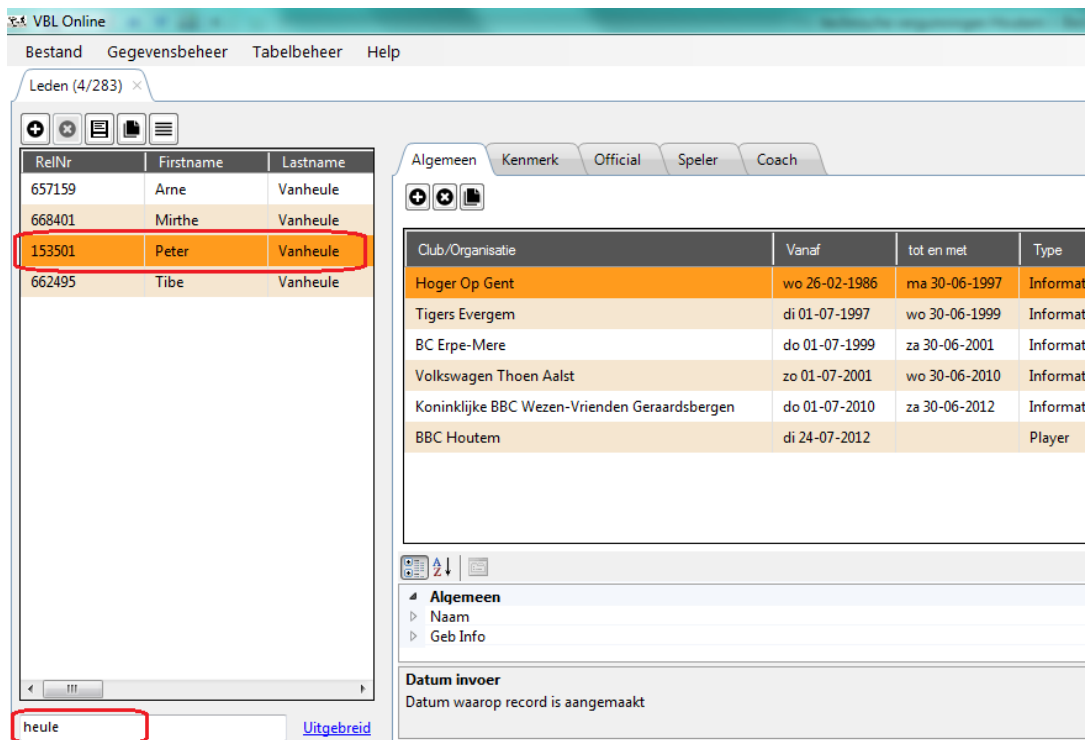 VBL Online
Bestand Gegevensbeheer Tabelbeheer Help
Leden (4/283)
RelNr Firstname Lastname
657159 Arne Vanheule
668401 Mirthe Vanheule
153501 Peter Vanheule
662495 Tibe Vanheule
heule Uitgebreid
Algemeen Kenmerk Official Speler Coach
Club/Organisatie Vanaf tot en met Type
Hoger Op Gent wo 26-02-1986 ma 30-06-1997 Informat
Tigers Evergem di 01-07-1997 wo 30-06-1999 Informat
BC Erpe-Mere do 01-07-1999 za 30-06-2001 Informat
Volkswagen Thoen Aalst zo 01-07-2001 wo 30-06-2010 Informat
Koninklijke BBC Wezen-Vrienden Geraardsbergen do 01-07-2010 za 30-06-2012 Informat
BBC Houtem di 24-07-2012 Player
Algemeen
Naam
Geb Info
Datum invoer
Datum waarop record is aangemaakt